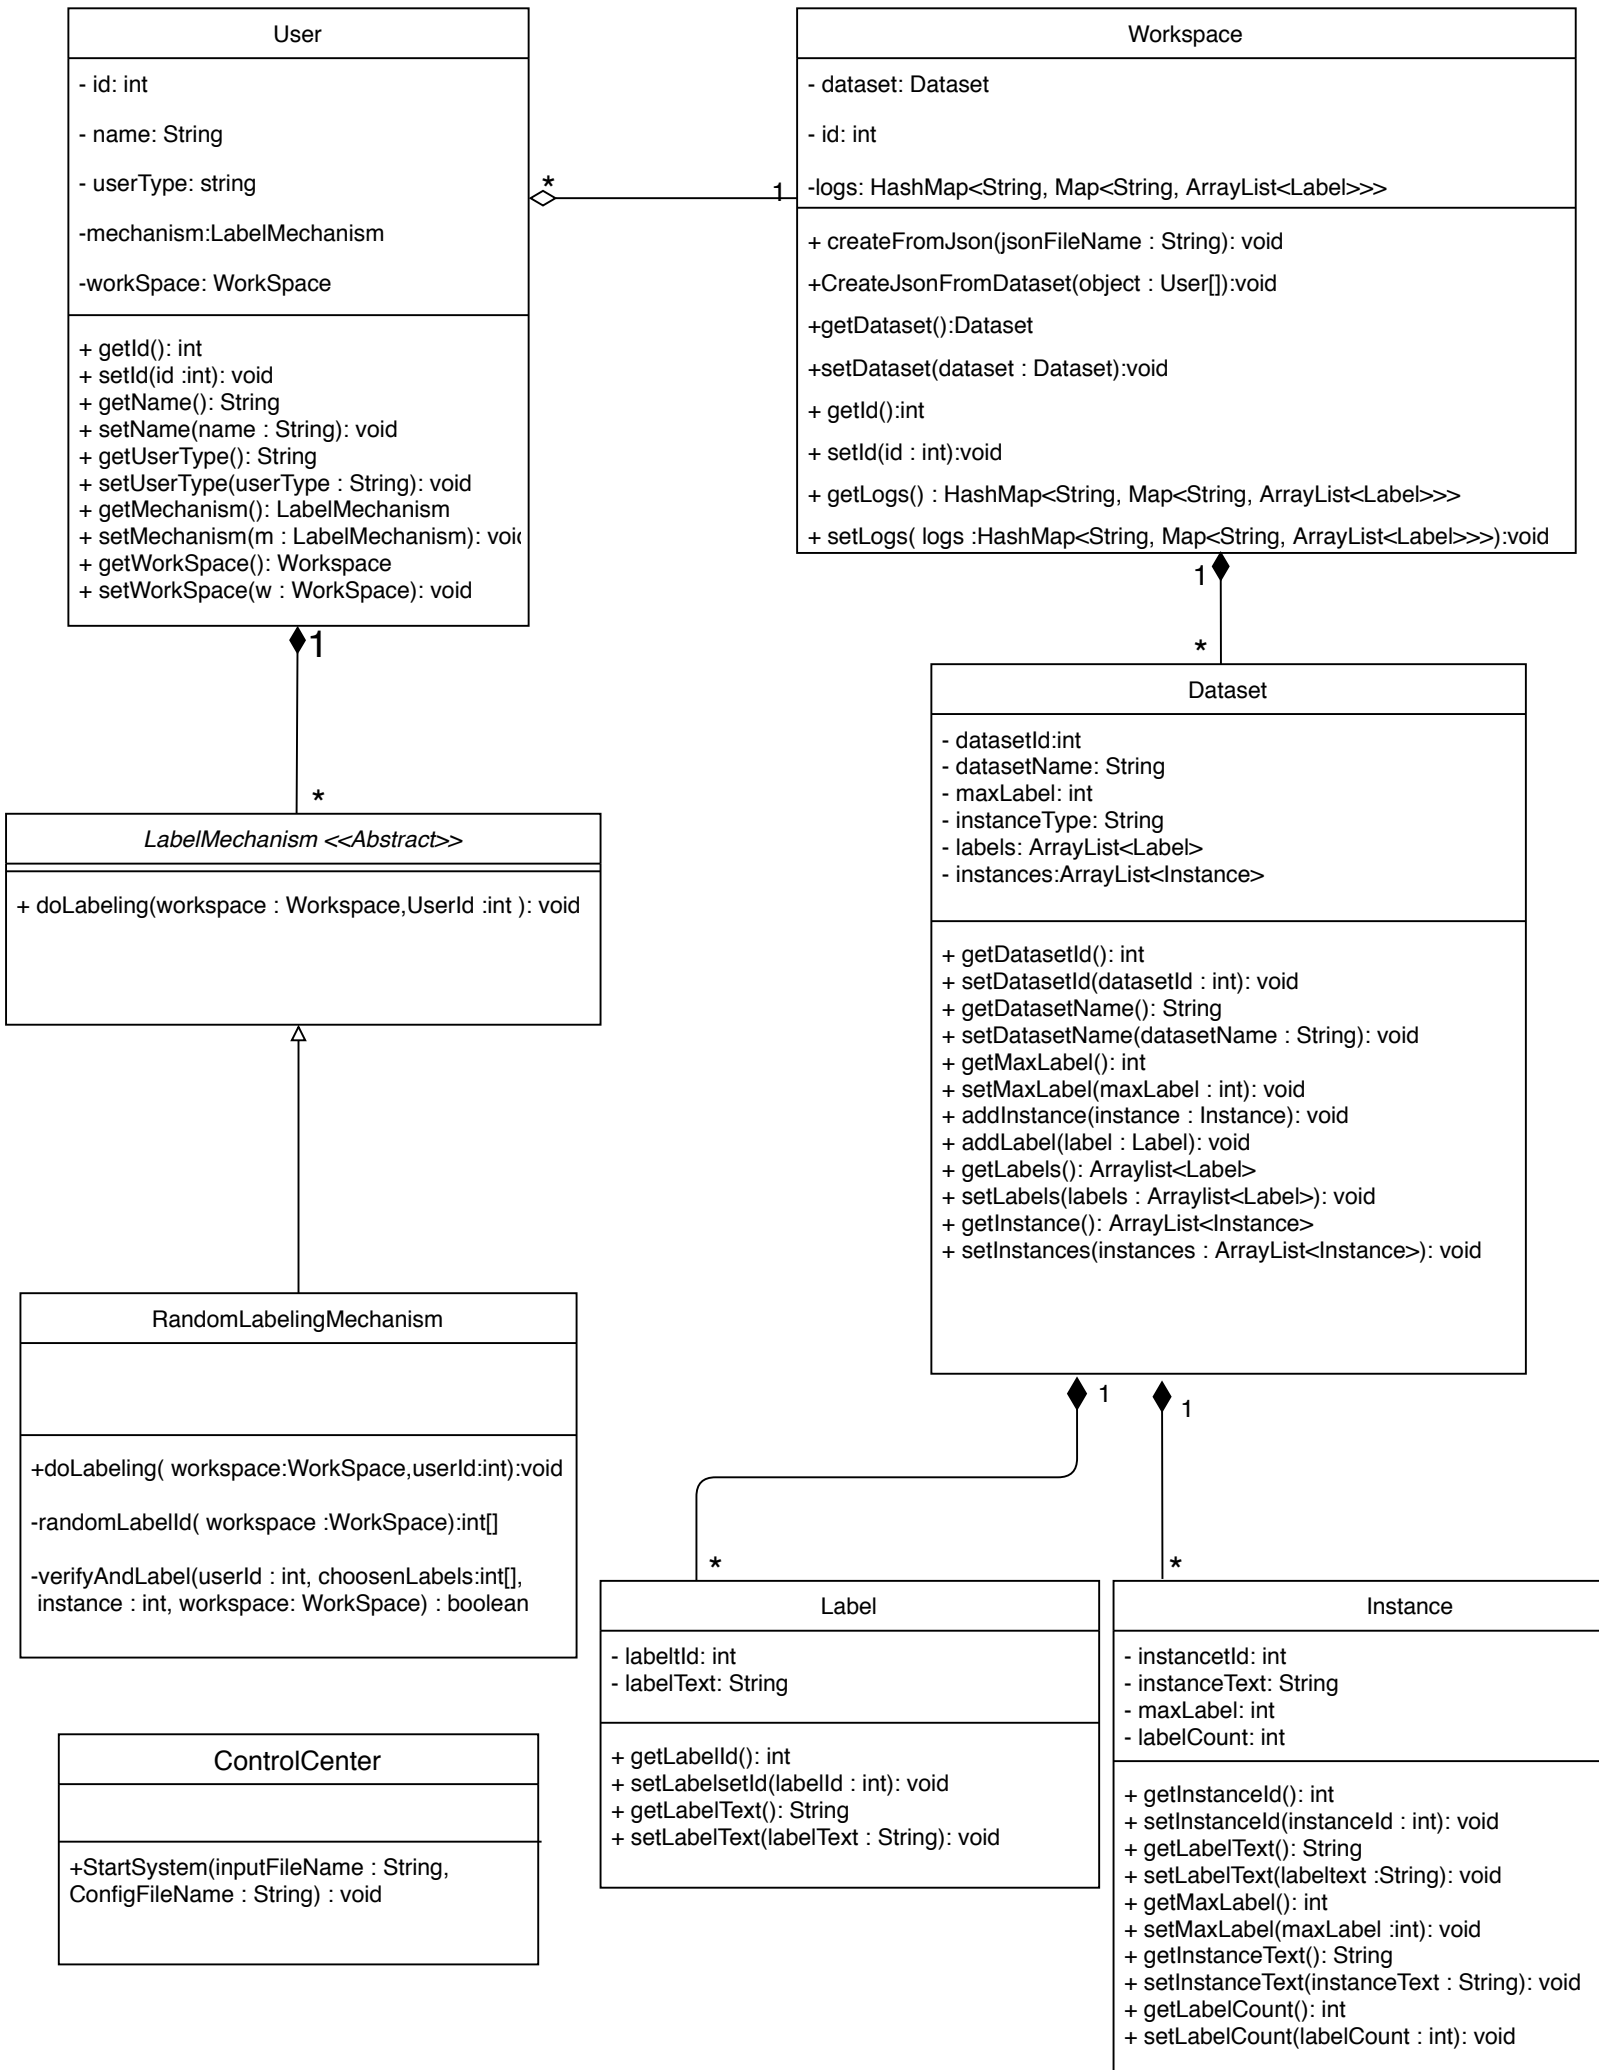 User
- id: int
- name: String
- userType: string
-mechanism:LabelMechanism
-workSpace: WorkSpace
+ getId(): int
+ setId(id :int): void
+ getName(): String
+ setName(name : String): void
+ getUserType(): String
+ setUserType(userType : String): void
+ getMechanism(): LabelMechanism
+ setMechanism(m : LabelMechanism): voi
+ getWorkSpace(): Workspace
+ setWorkSpace(w : WorkSpace): void
*
1
Workspace
- dataset: Dataset
- id: int
-logs: HashMap<String, Map<String, ArrayList<Label>>>
+ createFromJson(jsonFileName : String): void
+CreateJsonFromDataset(object : User[]):void
+getDataset():Dataset
+setDataset(dataset : Dataset):void
+ getId():int
+ setId(id : int):void
+ getLogs() : HashMap<String, Map<String, ArrayList<Label>>>
+ setLogs( logs :HashMap<String, Map<String, ArrayList<Label>>>):void
1
*
1
*
LabelMechanism <<Abstract>>
+ doLabeling(workspace : Workspace,UserId :int ): void
Dataset
- datasetId:int
- datasetName: String
- maxLabel: int
- instanceType: String
- labels: ArrayList<Label>
- instances:ArrayList<Instance>
+ getDatasetId(): int
+ setDatasetId(datasetId : int): void
+ getDatasetName(): String
+ setDatasetName(datasetName : String): void
+ getMaxLabel(): int
+ setMaxLabel(maxLabel : int): void
+ addInstance(instance : Instance): void
+ addLabel(label : Label): void
+ getLabels(): Arraylist<Label>
+ setLabels(labels : Arraylist<Label>): void
+ getInstance(): ArrayList<Instance>
+ setInstances(instances : ArrayList<Instance>): void
RandomLabelingMechanism
+doLabeling( workspace:WorkSpace,userId:int):void
-randomLabelId( workspace :WorkSpace):int[]
-verifyAndLabel(userId : int, choosenLabels:int[],
instance : int, workspace: WorkSpace) : boolean
1
1
*
*
Label
- labeltId: int
- labelText: String
+ getLabelId(): int
+ setLabelsetId(labelId : int): void
+ getLabelText(): String
+ setLabelText(labelText : String): void
Instance
- instancetId: int
- instanceText: String
- maxLabel: int
- labelCount: int
+ getInstanceId(): int
+ setInstanceId(instanceId : int): void
+ getLabelText(): String
+ setLabelText(labeltext :String): void
+ getMaxLabel(): int
+ setMaxLabel(maxLabel :int): void
+ getInstanceText(): String
+ setInstanceText(instanceText : String): void
+ getLabelCount(): int
+ setLabelCount(labelCount : int): void
ControlCenter
+StartSystem(inputFileName : String,
ConfigFileName : String) : void